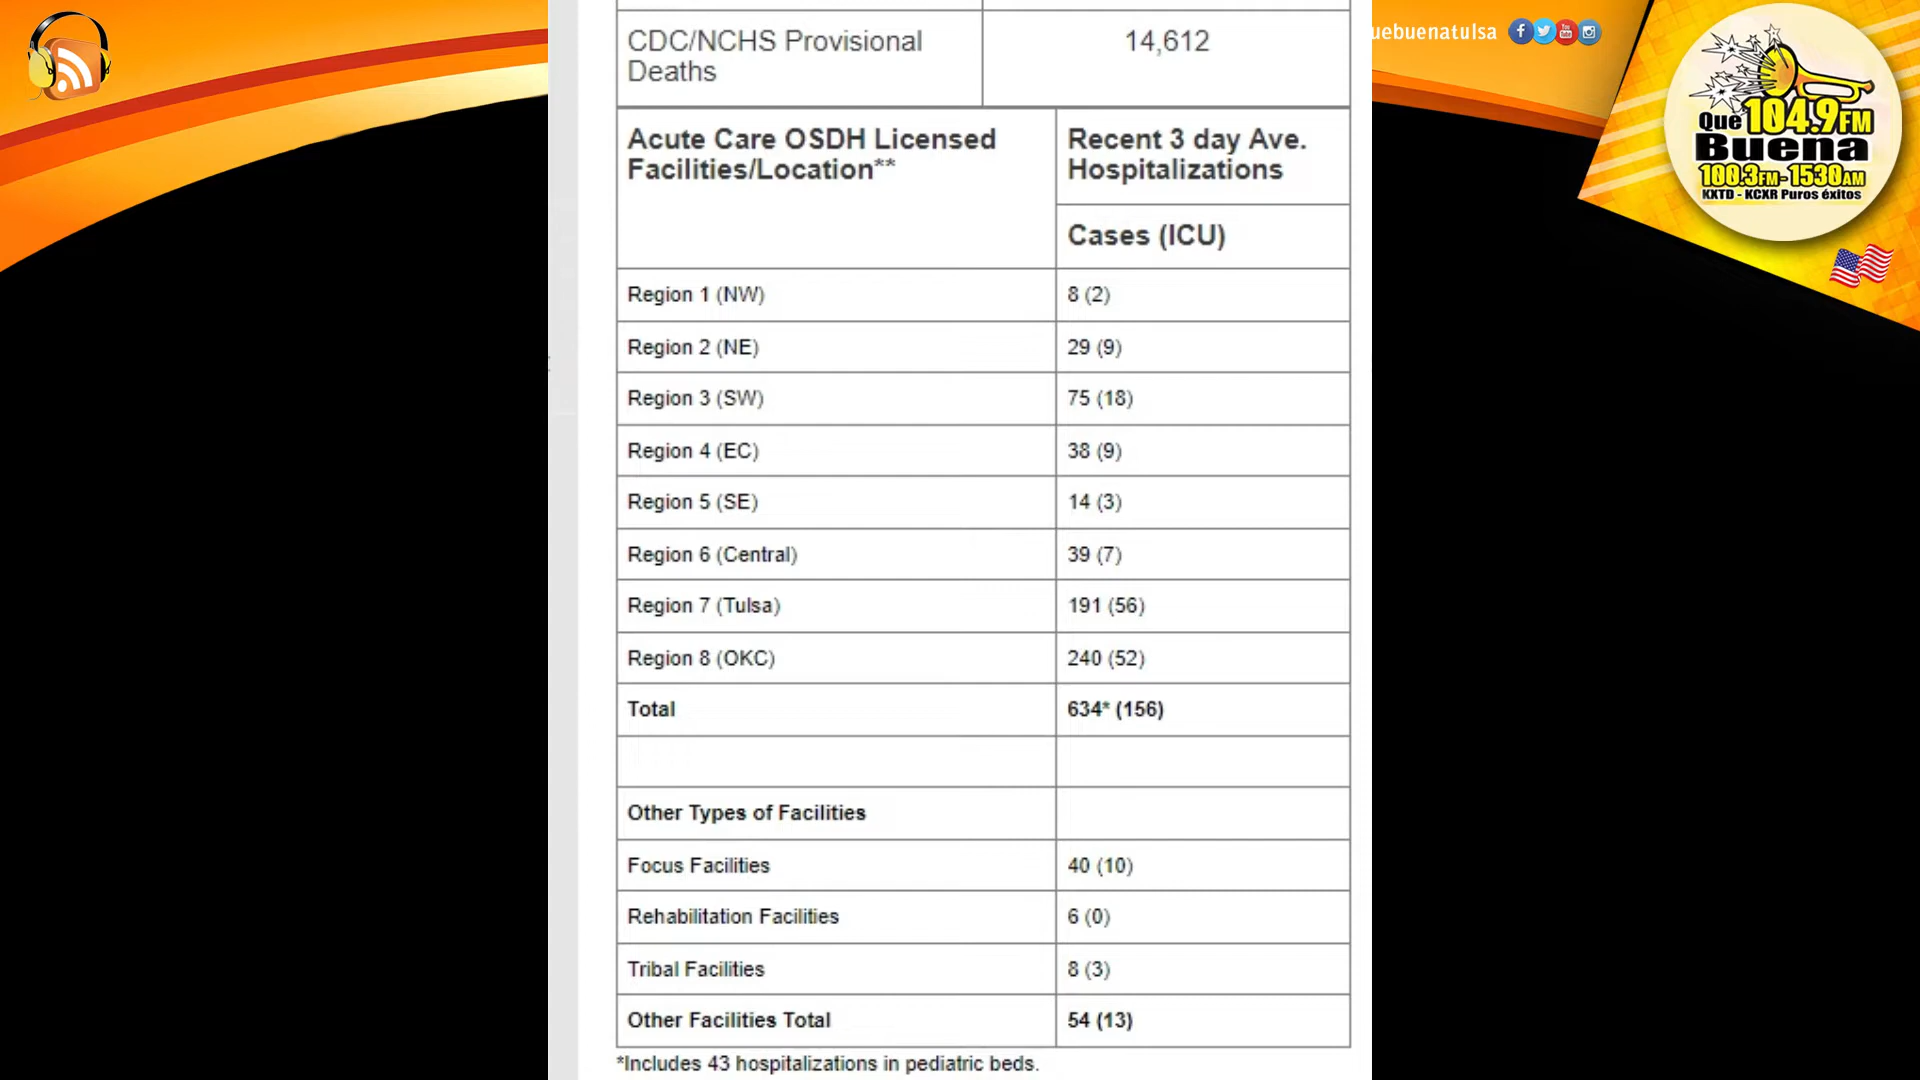 CDC/NCHS Provisional
Deaths
14,612
uebuenatulsa
Que 104.9FM
Buena
100.3FM-1530AM
KXTD - KCXR Puros éxitos
Acute Care OSDH Licensed
Facilities/Location**
Recent 3 day Ave.
Hospitalizations
Cases (ICU)
Region 1 (NW) 8 (2)
Region 2 (NE) 29 (9)
Region 3 (SW) 75 (18)
Region 4 (EC) 38 (9)
Region 5 (SE) 14 (3)
Region 6 (Central) 39 (7)
Region 7 (Tulsa) 191 (56)
Region 8 (OKC) 240 (52)
Total 634* (156)
Other Types of Facilities
Focus Facilities 40 (10)
Rehabilitation Facilities 6 (0)
Tribal Facilities 8 (3)
Other Facilities Total 54 (13)
*Includes 43 hospitalizations in pediatric beds.